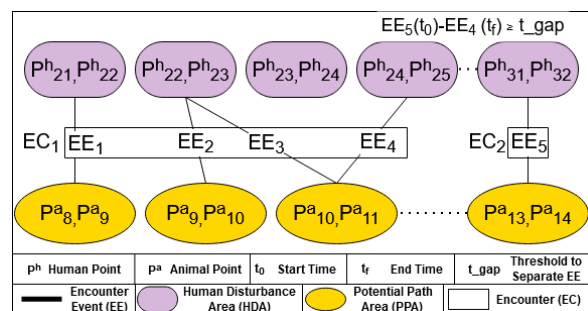 EE₅(t₀)-EE₄ (t_f) ≥ t_gap
Pʰ₂₁,Pʰ₂₂ Pʰ₂₂,Pʰ₂₃ Pʰ₂₃,Pʰ₂₄ Pʰ₂₄,Pʰ₂₅ Pʰ₃₁,Pʰ₃₂
EC₁ EE₁ EE₂ EE₃ EE₄ EC₂ EE₅
Pᵃ₈,Pᵃ₉ Pᵃ₉,Pᵃ₁₀ Pᵃ₁₀,Pᵃ₁₁ Pᵃ₁₃,Pᵃ₁₄
pʰ Human Point pᵃ Animal Point t₀ Start Time t_f End Time t_gap Threshold to
Separate EE
Encounter
Event (EE)
Human Disturbance
Area (HDA)
Potential Path
Area (PPA)
Encounter (EC)